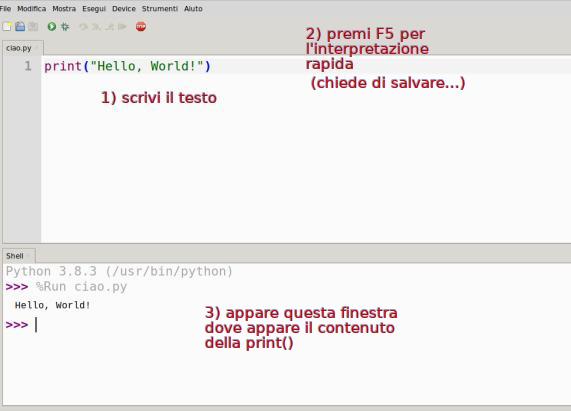 File Modifica Mostra Esegui Device Strumenti Aiuto
STOP
ciao.py
2) premi F5 per
l'interpretazione
rapida
(chiede di salvare...)
1 print("Hello, World!")
1) scrivi il testo
Shell
Python 3.8.3 (/usr/bin/python)
>>> %Run ciao.py
Hello, World!
>>>
3) appare questa finestra
dove appare il contenuto
della print()